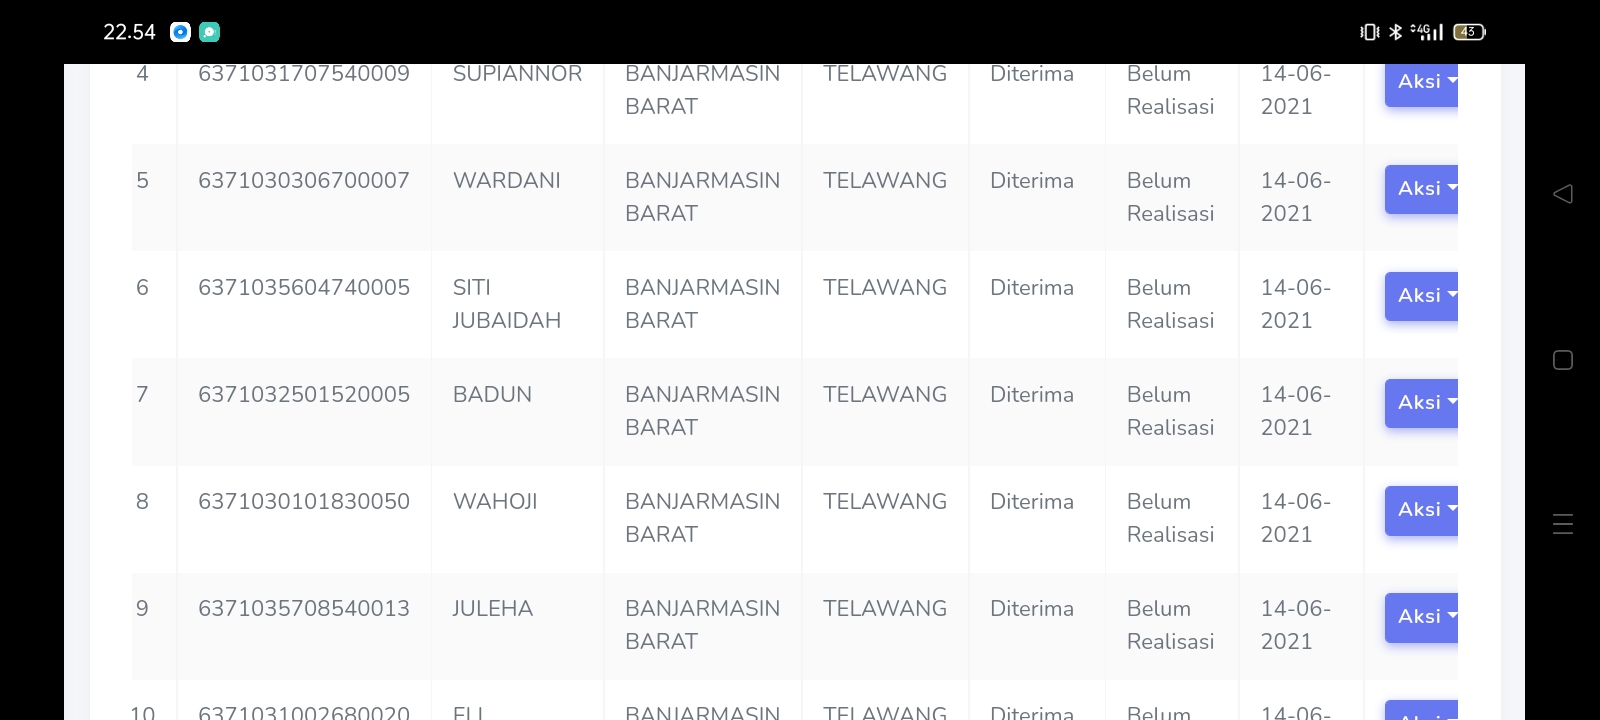 22.54 4G 43
4 6371031707540009 SUPIANNOR BANJARMASIN TELAWANG Diterima Belum 14-06- Aksi
BARAT Realisasi 2021
5 6371030306700007 WARDANI BANJARMASIN TELAWANG Diterima Belum 14-06- Aksi
BARAT Realisasi 2021
6 6371035604740005 SITI BANJARMASIN TELAWANG Diterima Belum 14-06- Aksi
JUBAIDAH BARAT Realisasi 2021
7 6371032501520005 BADUN BANJARMASIN TELAWANG Diterima Belum 14-06- Aksi
BARAT Realisasi 2021
8 6371030101830050 WAHOJI BANJARMASIN TELAWANG Diterima Belum 14-06- Aksi
BARAT Realisasi 2021
9 6371035708540013 JULEHA BANJARMASIN TELAWANG Diterima Belum 14-06- Aksi
BARAT Realisasi 2021
10 6371031002680020 BANJARMASIN TELAWANG Diterima Belum 14-06-